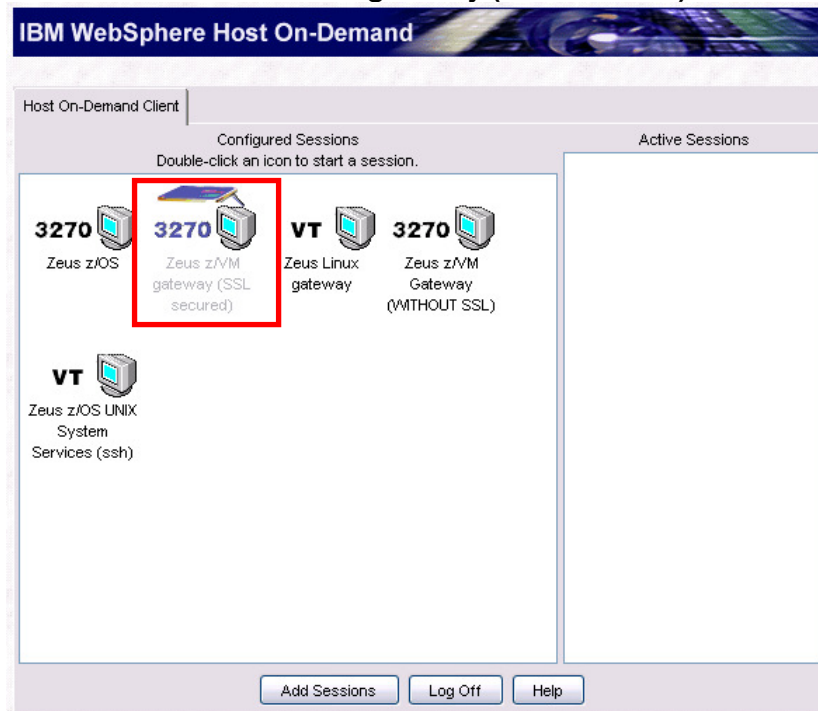 IBM WebSphere Host On-Demand
Host On-Demand Client
Configured Sessions
Double-click an icon to start a session.
Active Sessions
3270
Zeus z/OS
3270
Zeus z/VM
gateway (SSL
secured)
VT
Zeus Linux
gateway
3270
Zeus z/VM
Gateway
(WITHOUT SSL)
VT
Zeus z/OS UNIX
System
Services (ssh)
Add Sessions
Log Off
Help